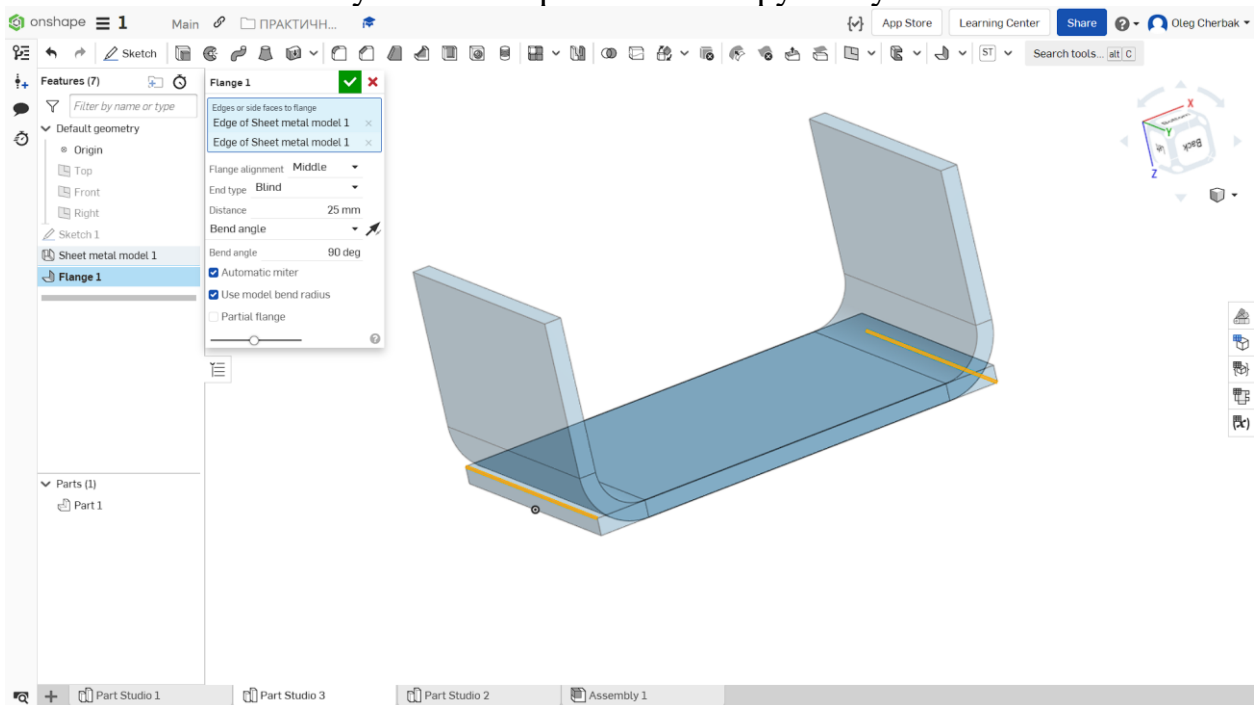 onshape 1 Main ПРАКТИЧН... App Store Learning Center Share Oleg Cherbak
Sketch ST Search tools... alt C
Features (7)
Filter by name or type
Default geometry
Origin
Top
Front
Right
Sketch 1
Sheet metal model 1
Flange 1
Flange 1
Edges or side faces to flange
Edge of Sheet metal model 1
Edge of Sheet metal model 1
Flange alignment Middle
End type Blind
Distance 25 mm
Bend angle
Bend angle 90 deg
Automatic miter
Use model bend radius
Partial flange
X
Y
Z
Back
Parts (1)
Part 1
Part Studio 1 Part Studio 3 Part Studio 2 Assembly 1